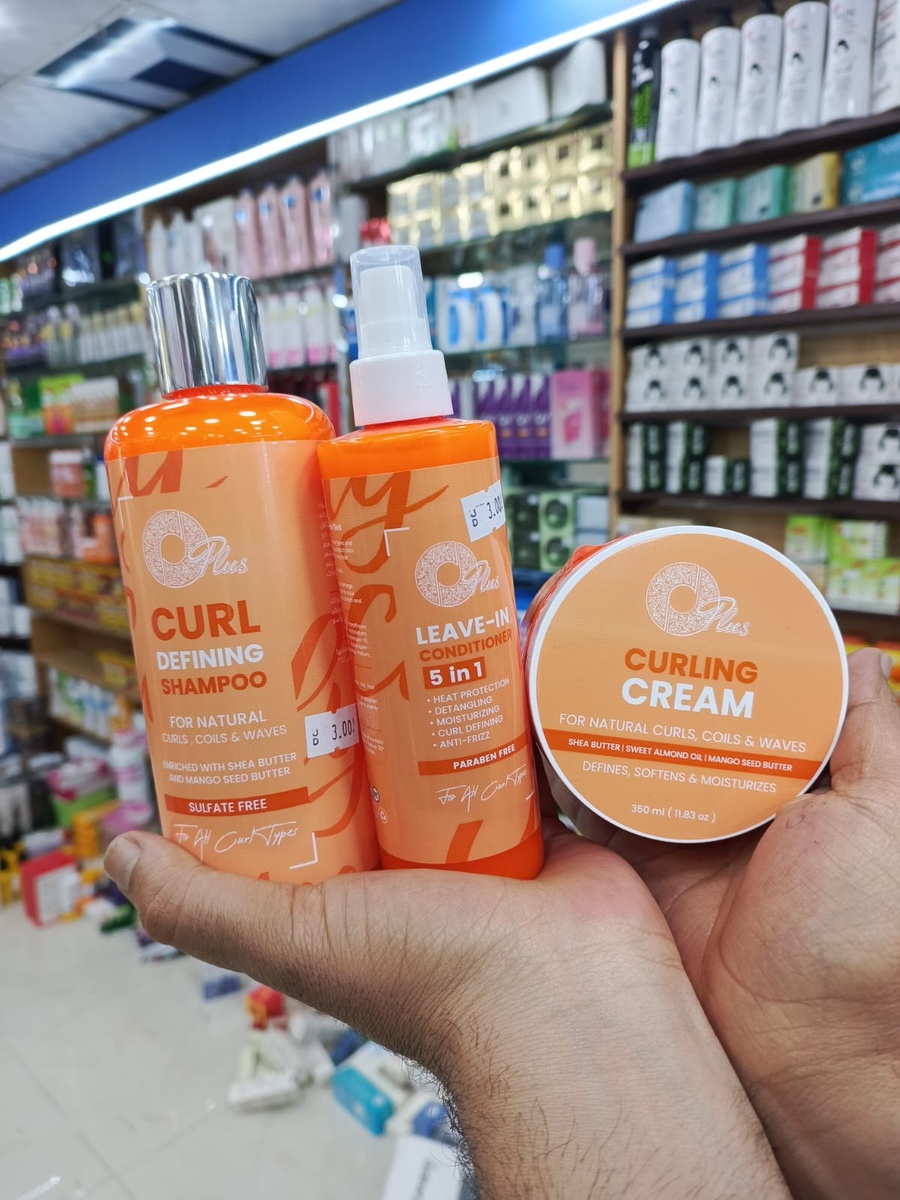 Plus
CURL
DEFINING
SHAMPOO
FOR NATURAL
CURLS, COILS & WAVES
ENRICHED WITH SHEA BUTTER
AND MANGO SEED BUTTER
SULFATE FREE
For All Curl Types
JD 3.00
Plus
LEAVE-IN
CONDITIONER
5 in 1
• HEAT PROTECTION
• DETANGLING
• MOISTURIZING
• CURL DEFINING
• ANTI-FRIZZ
PARABEN FREE
For All Curl Types
JD 3.00
Plus
CURLING
CREAM
FOR NATURAL CURLS, COILS & WAVES
SHEA BUTTER | SWEET ALMOND OIL | MANGO SEED BUTTER
DEFINES, SOFTENS & MOISTURIZES
350 ml ( 11.83 oz )